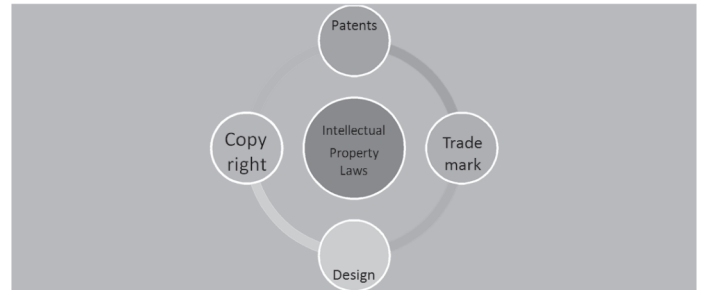 Patents
Intellectual
Property
Laws
Copy
right
Trade
mark
Design